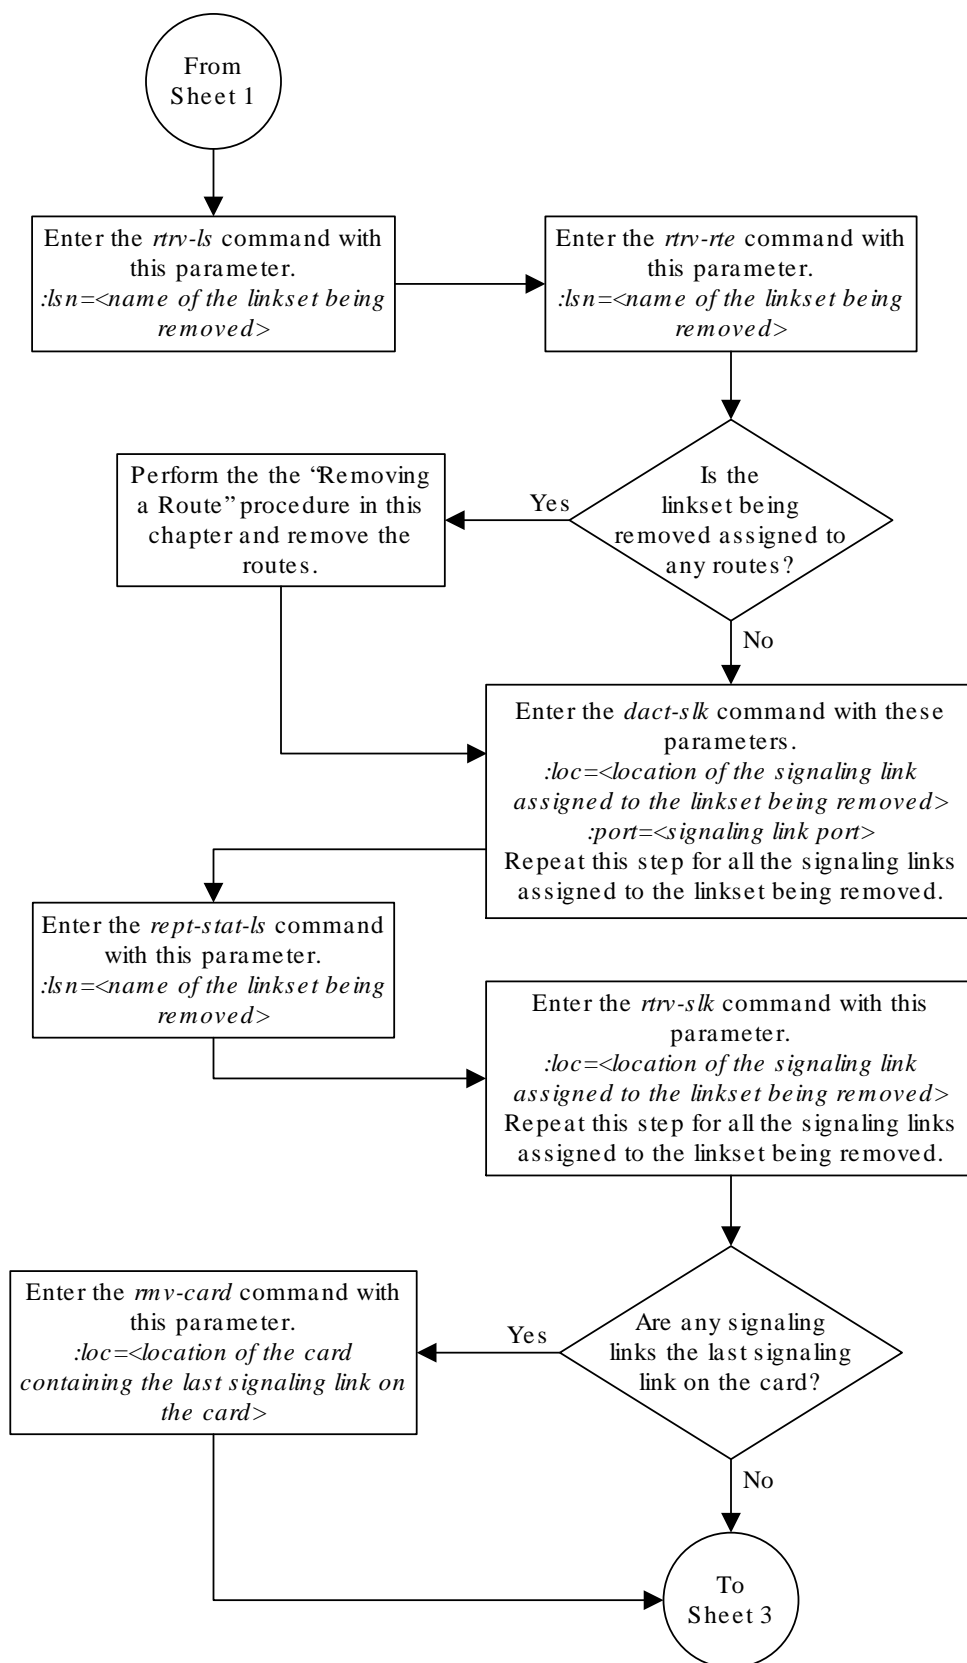 From
Sheet 1
Enter the rtrv-ls command with
this parameter.
:lsn=<name of the linkset being
removed>
Enter the rtrv-rte command with
this parameter.
:lsn=<name of the linkset being
removed>
Is the
linkset being
removed assigned to
any routes?
Yes
Perform the the “Removing
a Route” procedure in this
chapter and remove the
routes.
No
Enter the dact-slk command with these
parameters.
:loc=<location of the signaling link
assigned to the linkset being removed>
:port=<signaling link port>
Repeat this step for all the signaling links
assigned to the linkset being removed.
Enter the rept-stat-ls command
with this parameter.
:lsn=<name of the linkset being
removed>
Enter the rtrv-slk command with this
parameter.
:loc=<location of the signaling link
assigned to the linkset being removed>
Repeat this step for all the signaling links
assigned to the linkset being removed.
Are any signaling
links the last signaling
link on the card?
Yes
Enter the rmv-card command with
this parameter.
:loc=<location of the card
containing the last signaling link on
the card>
No
To
Sheet 3